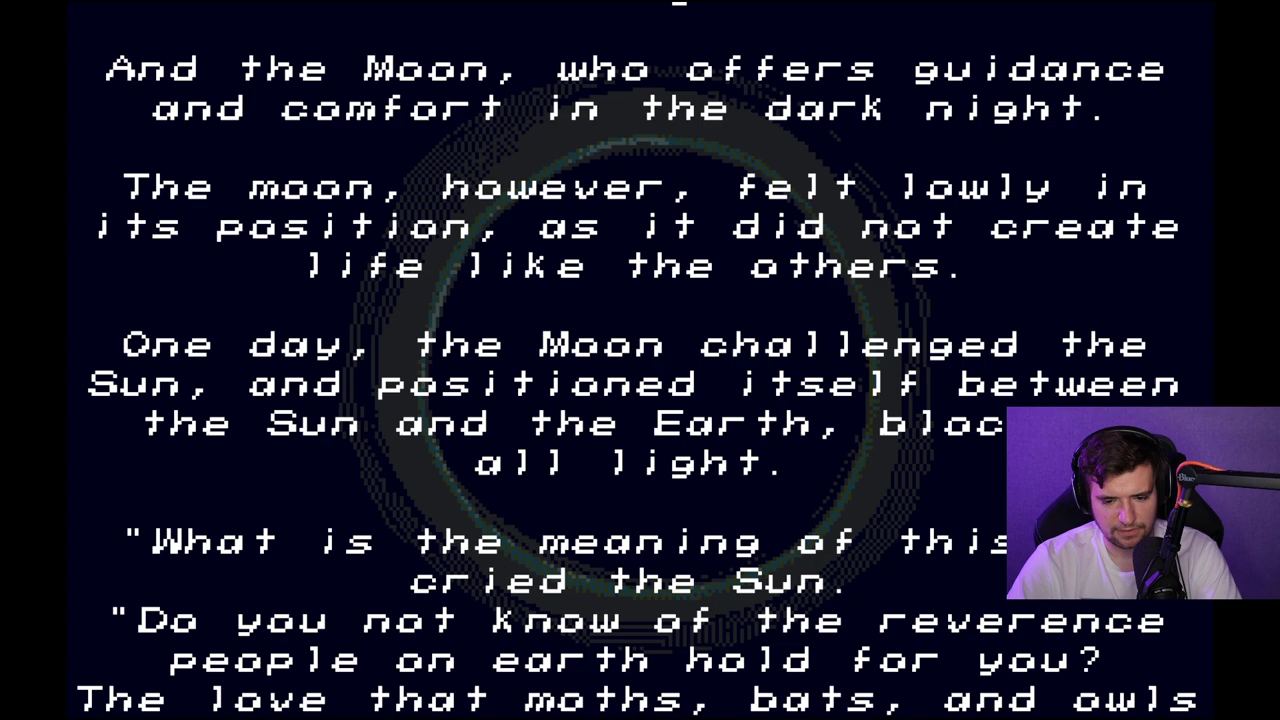 And the Moon, who offers guidance
and comfort in the dark night.
The moon, however, felt lowly in
its position, as it did not create
life like the others.
One day, the Moon challenged the
Sun, and positioned itself between
the Sun and the Earth,
all light.
"What is the meaning of this
cried the Sun.
"Do you not know of the reverence
people on earth hold for you?
The love that moths, bats, and owls